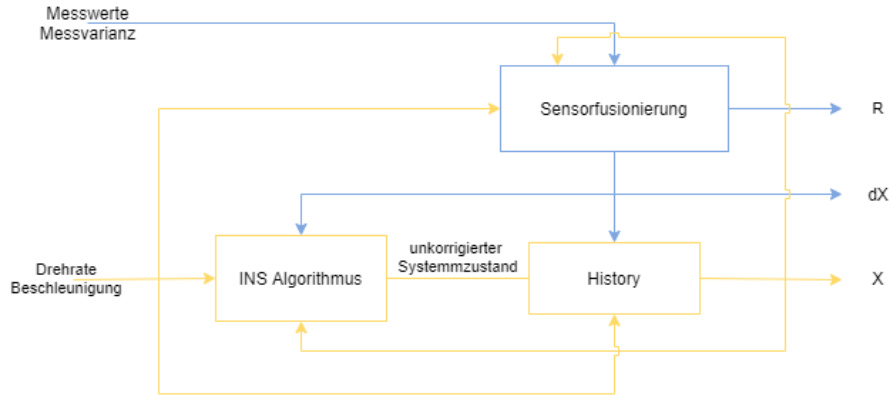 Messwerte
Messvarianz
Sensorfusionierung
R
dX
Drehrate
Beschleunigung
INS Algorithmus
unkorrigierter
Systemmzustand
History
X